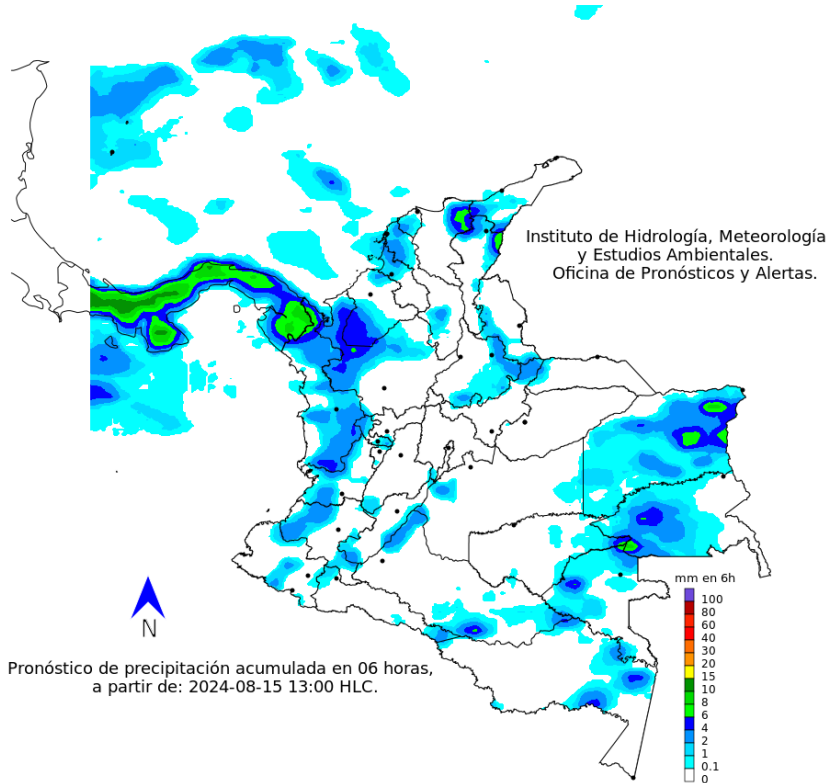 Instituto de Hidrología, Meteorología
y Estudios Ambientales.
Oficina de Pronósticos y Alertas.
N
Pronóstico de precipitación acumulada en 06 horas,
a partir de: 2024-08-15 13:00 HLC.
mm en 6h
100
80
60
40
30
20
15
10
8
6
4
2
1
0.1
0